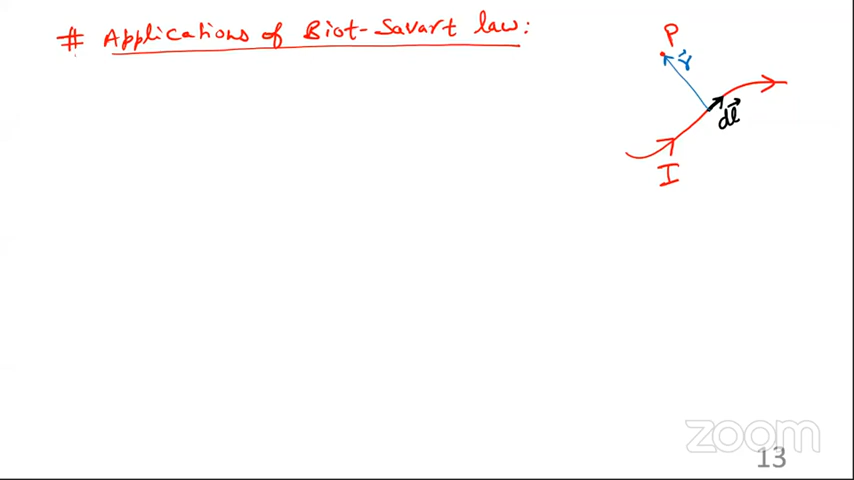 # Applications of Biot-Savart law:
P
r⃗
dl⃗
I
zoom
13